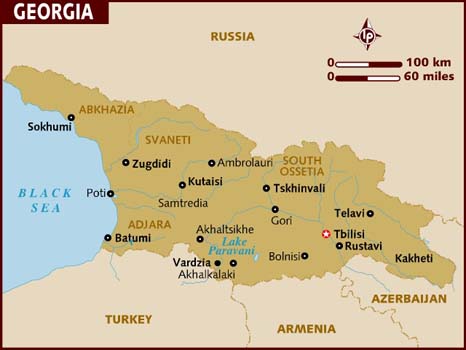 GEORGIA
RUSSIA
lp
0 100 km
0 60 miles
ABKHAZIA
Sokhumi
SVANETI
Zugdidi
Ambrolauri
SOUTH
OSSETIA
Kutaisi
Tskhinvali
BLACK
SEA
Poti
Samtredia
Gori
Telavi
ADJARA
Akhaltsikhe
Tbilisi
Batumi
Lake
Paravani
Rustavi
Bolnisi
Kakheti
Vardzia
Akhalkalaki
AZERBAIJAN
TURKEY
ARMENIA